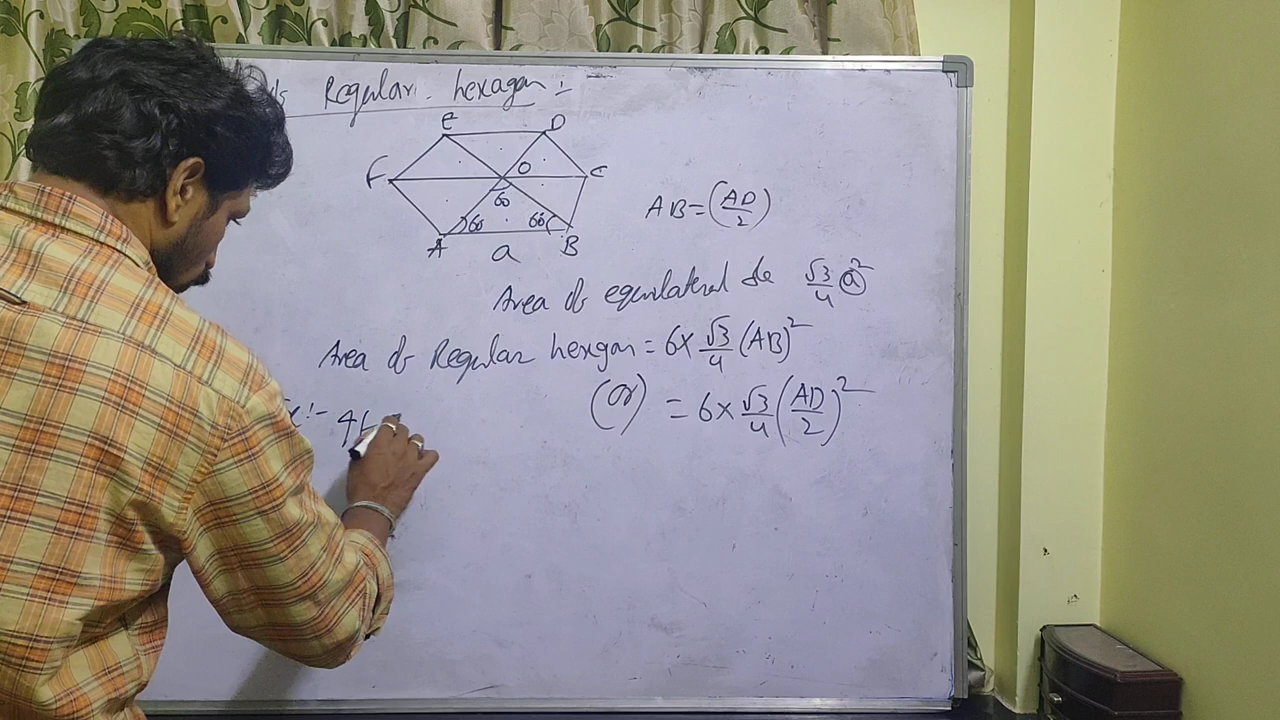 Regular hexagon :-
E D
F O C
60
60 60
A B
a
AB = (AD/2)
Area of equilateral √3/4 a²
Area of Regular hexagon = 6 × √3/4 (AB)²
(or) = 6 × √3/4 (AD/2)²